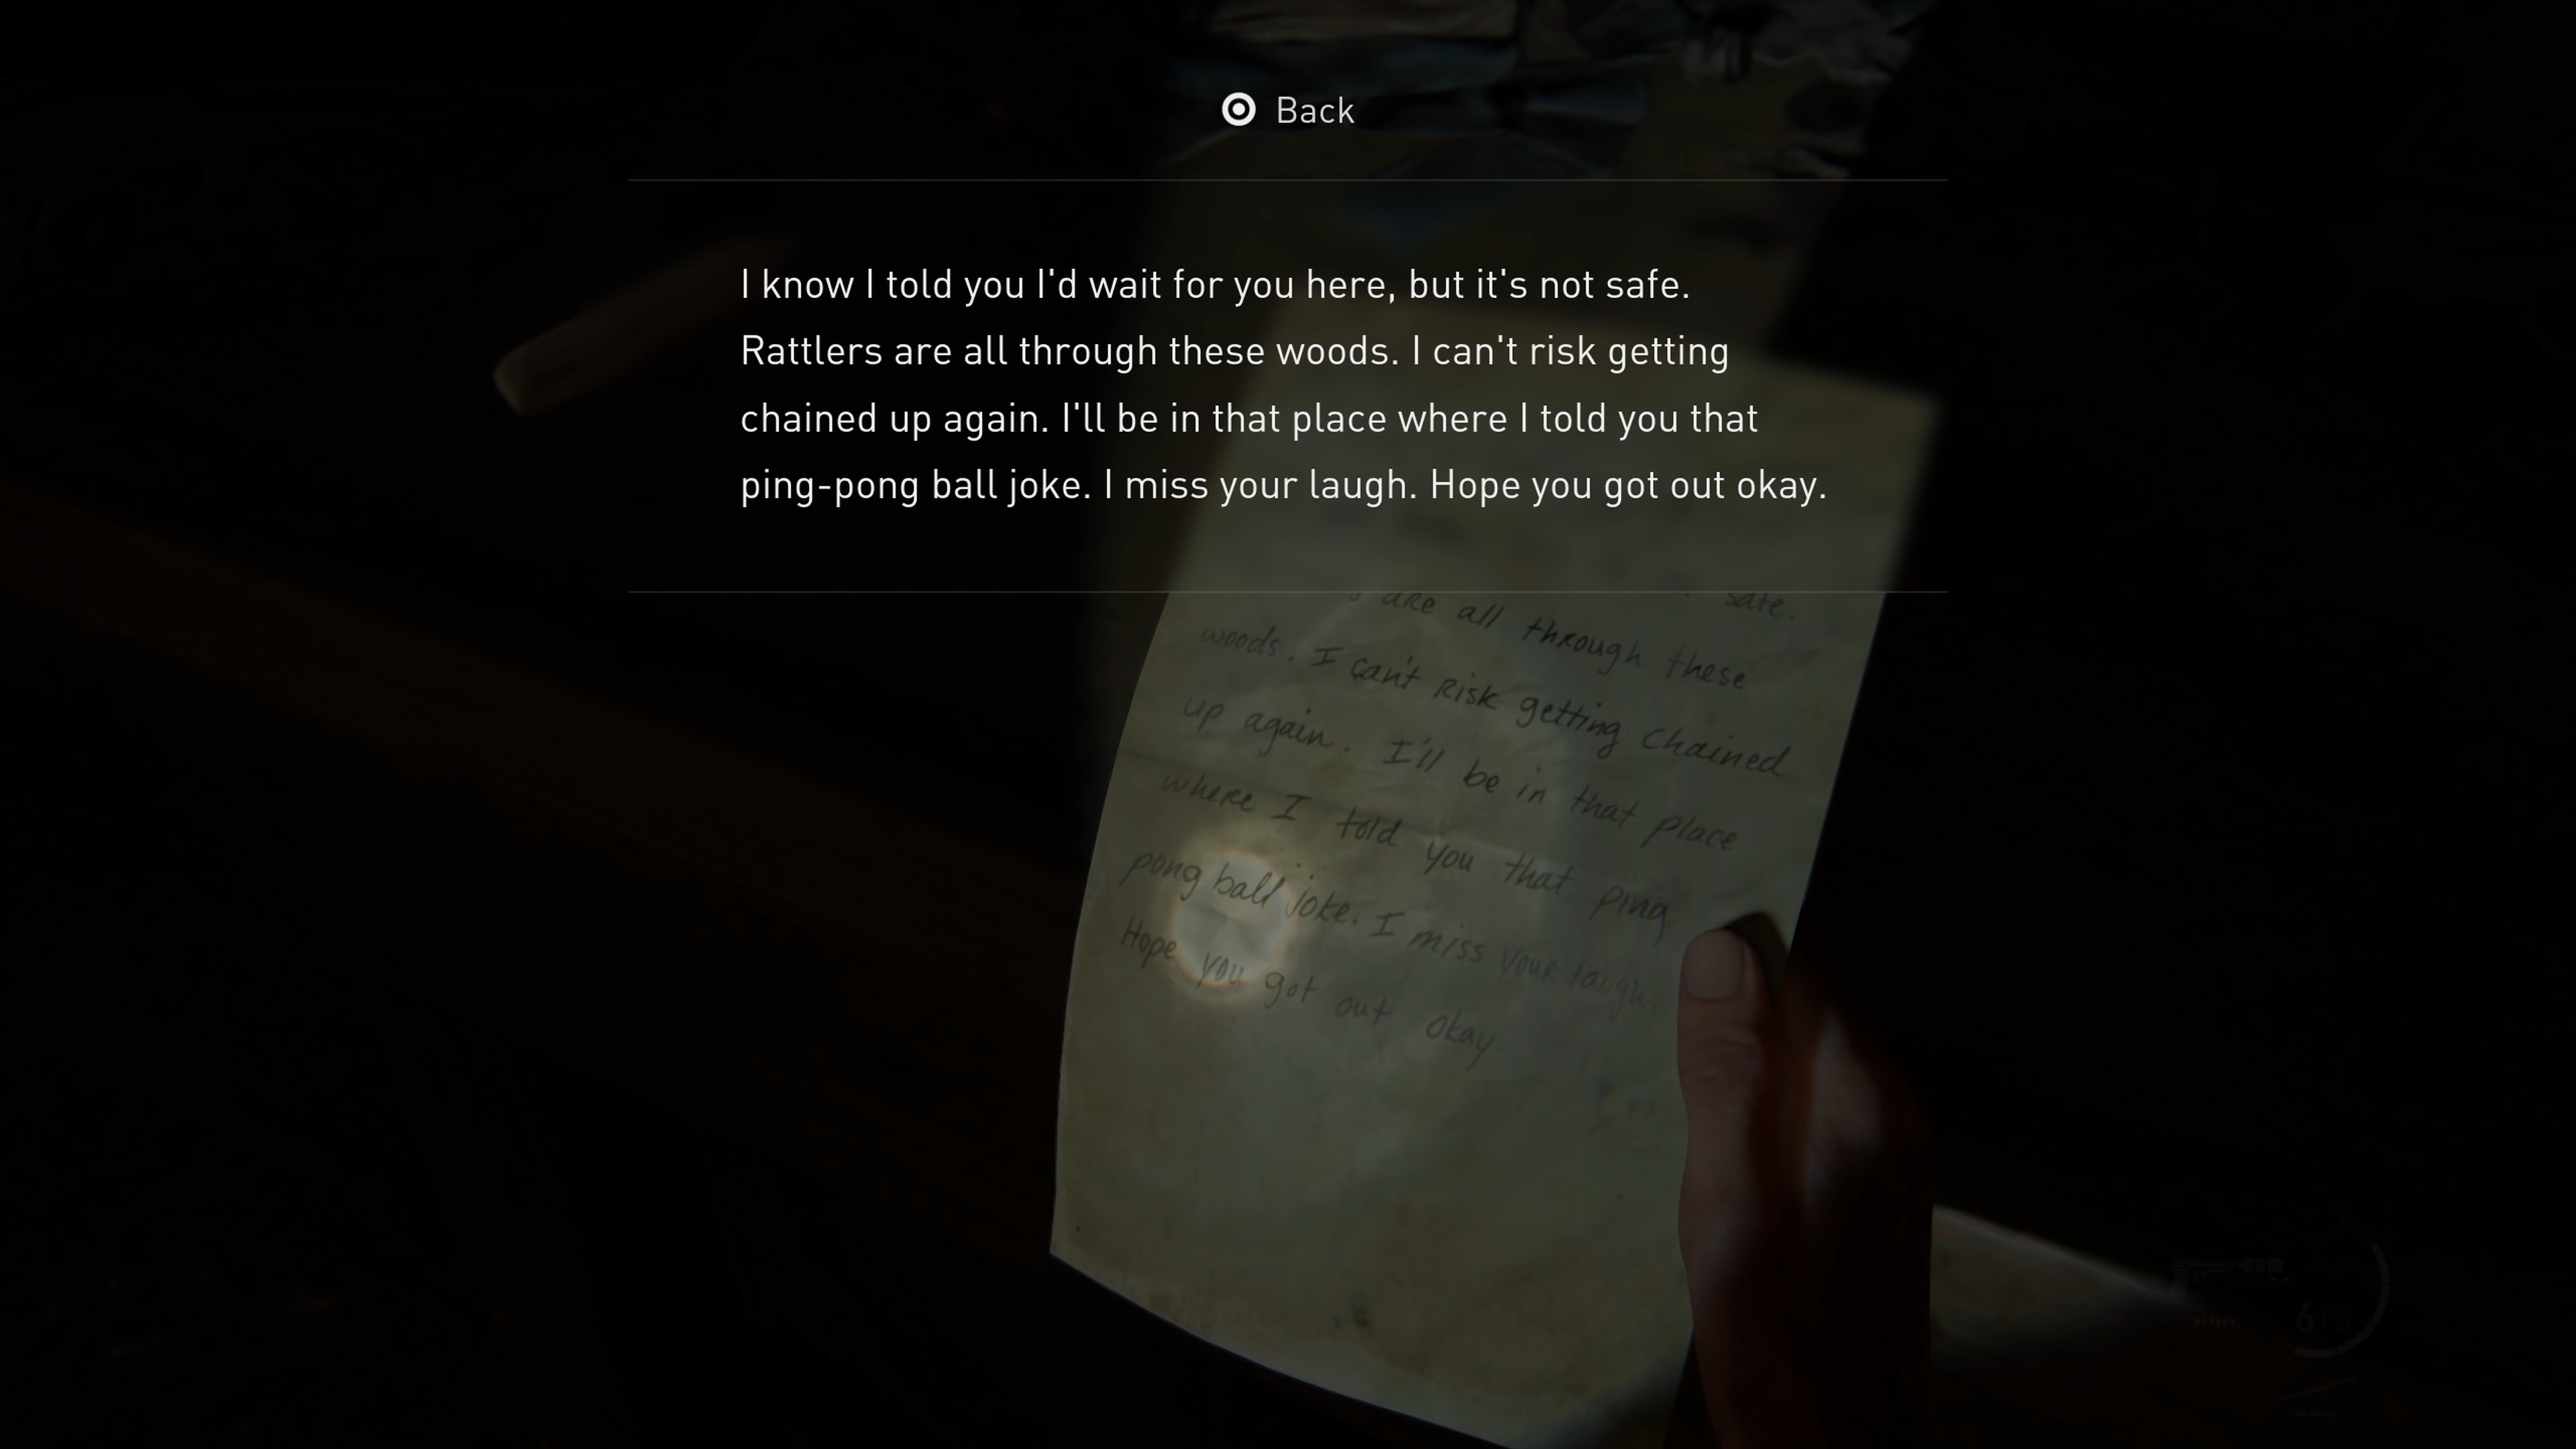 Back
I know I told you I'd wait for you here, but it's not safe.
Rattlers are all through these woods. I can't risk getting
chained up again. I'll be in that place where I told you that
ping-pong ball joke. I miss your laugh. Hope you got out okay.
are all through these safe.
woods. I can't risk getting chained
up again. I'll be in that place
where I told you that ping
pong ball joke. I miss your laugh.
Hope you got out okay.